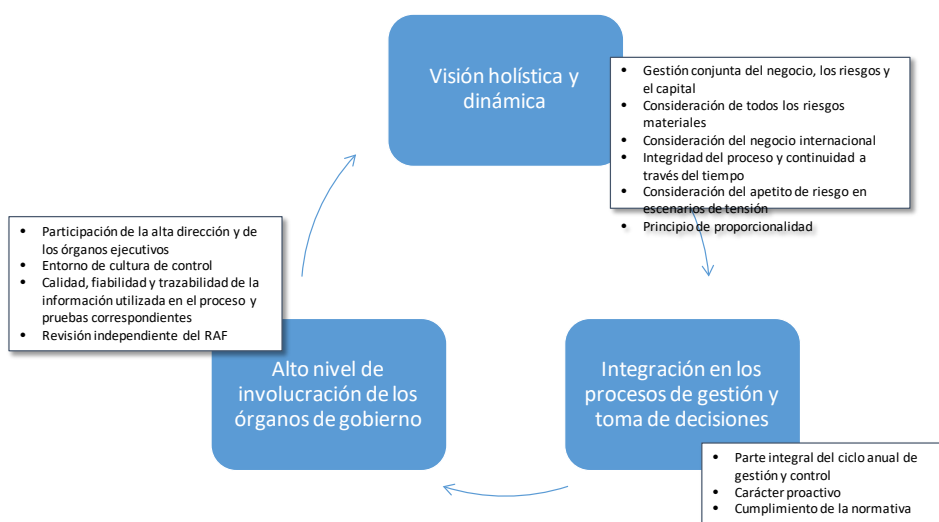 Visión holística y
dinámica
• Gestión conjunta del negocio, los riesgos y
el capital
• Consideración de todos los riesgos
materiales
• Consideración del negocio internacional
• Integridad del proceso y continuidad a
través del tiempo
• Consideración del apetito de riesgo en
escenarios de tensión
• Principio de proporcionalidad
• Participación de la alta dirección y de
los órganos ejecutivos
• Entorno de cultura de control
• Calidad, fiabilidad y trazabilidad de la
información utilizada en el proceso y
pruebas correspondientes
• Revisión independiente del RAF
Alto nivel de
involucración de los
órganos de gobierno
Integración en los
procesos de gestión y
toma de decisiones
• Parte integral del ciclo anual de
gestión y control
• Carácter proactivo
• Cumplimiento de la normativa